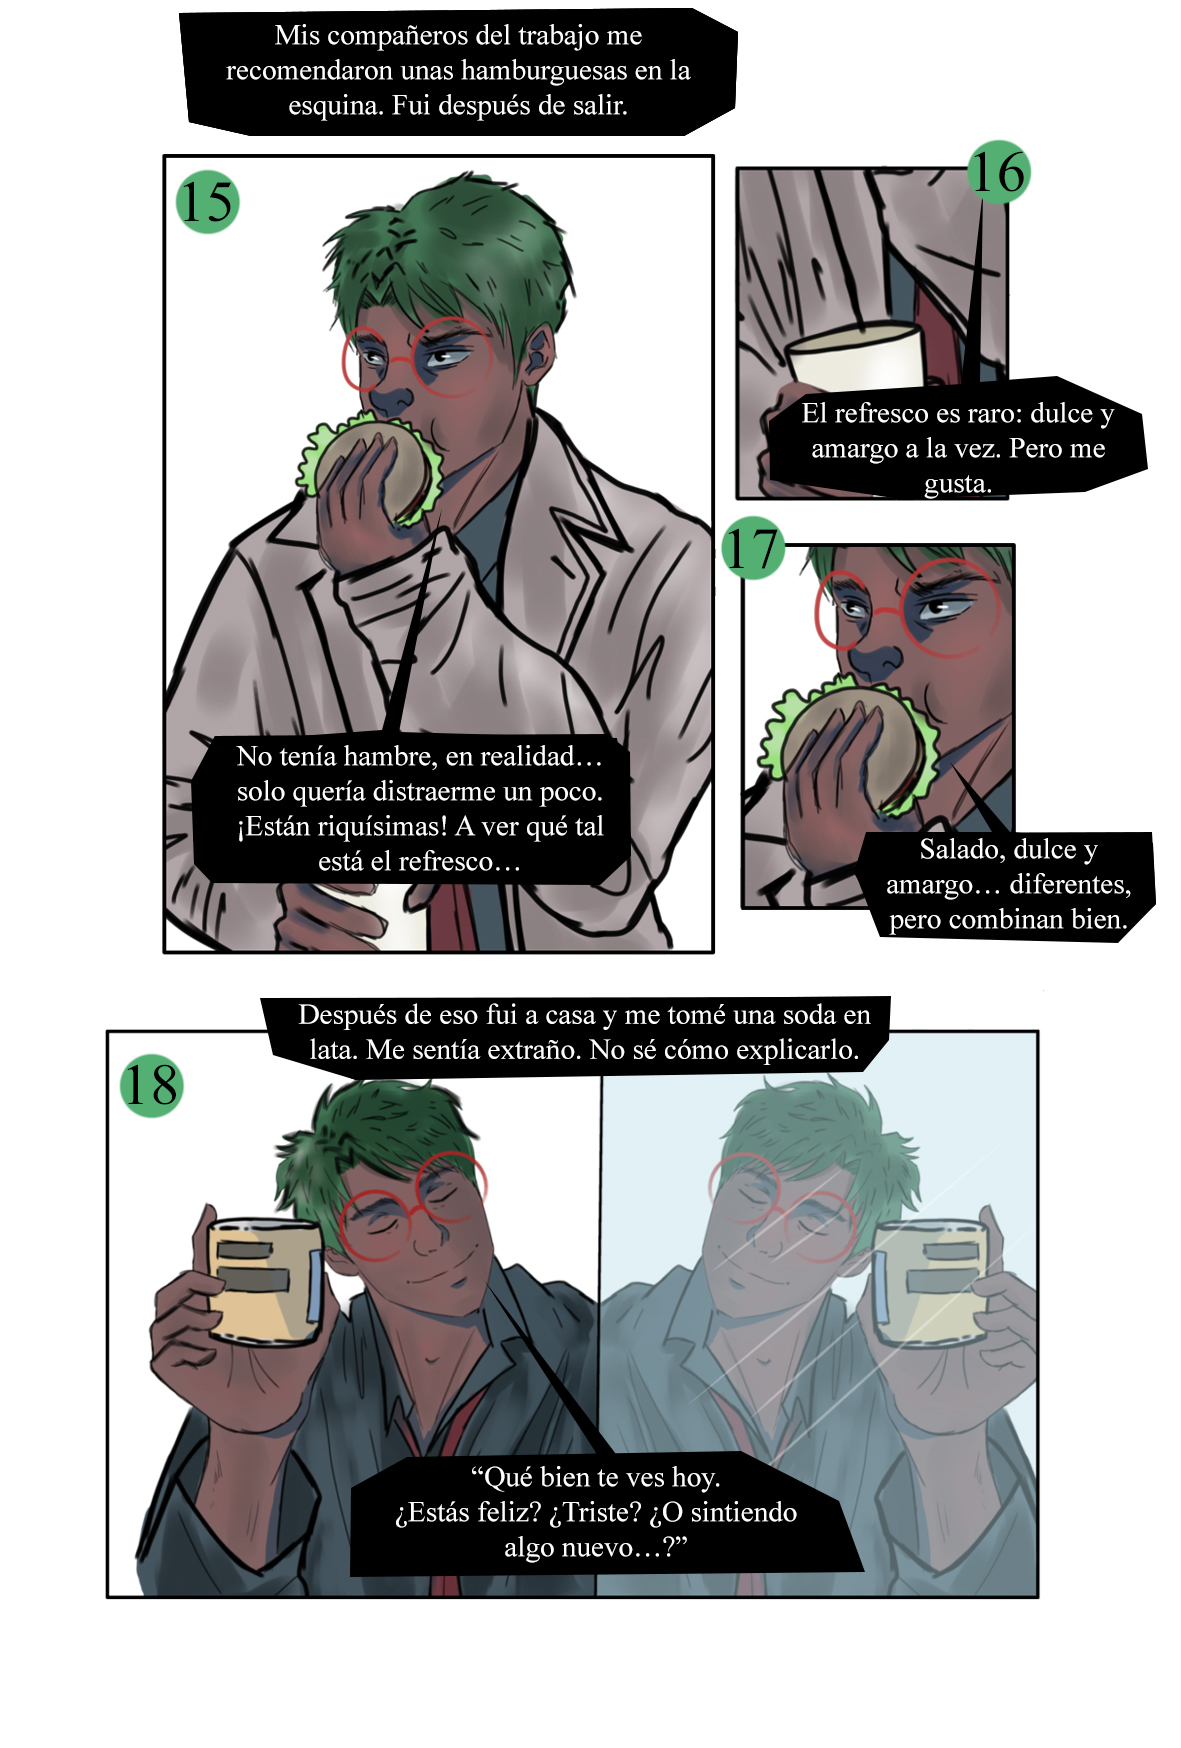 Mis compañeros del trabajo me
recomendaron unas hamburguesas en la
esquina. Fui después de salir.
15
No tenía hambre, en realidad…
solo quería distraerme un poco.
¡Están riquísimas! A ver qué tal
está el refresco…
16
El refresco es raro: dulce y
amargo a la vez. Pero me
gusta.
17
Salado, dulce y
amargo… diferentes,
pero combinan bien.
Después de eso fui a casa y me tomé una soda en
lata. Me sentía extraño. No sé cómo explicarlo.
18
“Qué bien te ves hoy.
¿Estás feliz? ¿Triste? ¿O sintiendo
algo nuevo…?”